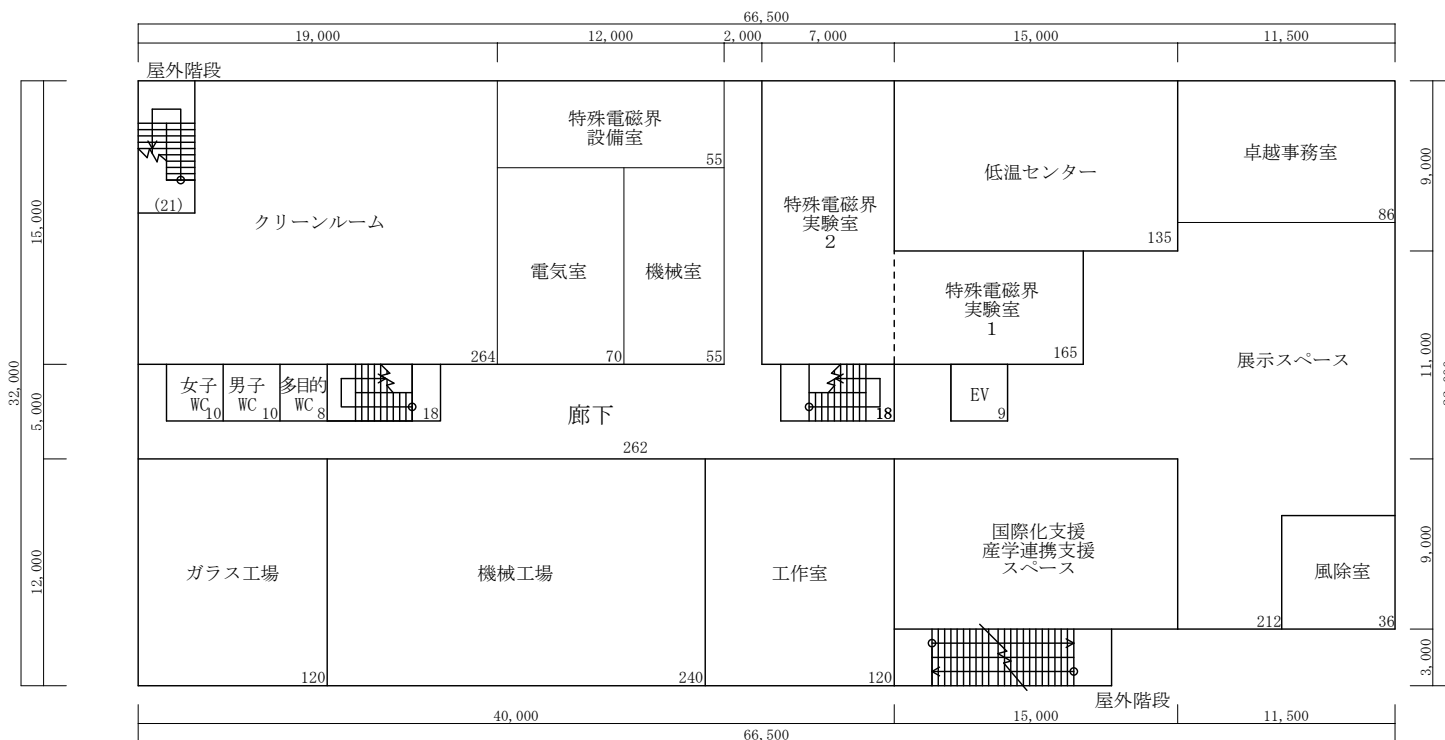 66,500
19,000
12,000
2,000
7,000
15,000
11,500
屋外階段
(21)
クリーンルーム
264
特殊電磁界
設備室
55
電気室
70
機械室
55
特殊電磁界
実験室
2
低温センター
135
特殊電磁界
実験室
1
165
卓越事務室
86
展示スペース
212
女子
WC
10
男子
WC
10
多目的
WC
8
18
廊下
262
18
EV
9
ガラス工場
120
機械工場
240
工作室
120
国際化支援
産学連携支援
スペース
風除室
36
屋外階段
32,000
15,000
5,000
12,000
9,000
11,000
9,000
3,000
40,000
15,000
11,500
66,500